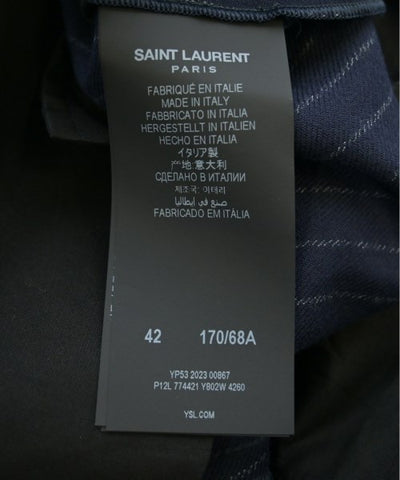 SAINT LAURENT
PARIS
FABRIQUÉ EN ITALIE
MADE IN ITALY
FABBRICATO IN ITALIA
HERGESTELLT IN ITALIEN
HECHO EN ITALIA
イタリア製
产地:意大利
СДЕЛАНО В ИТАЛИИ
제조국: 이태리
صنع في ايطاليا
FABRICADO EM ITÁLIA
42 170/68A
YP53 2023 00867
P12L 774421 Y802W 4260
YSL.COM